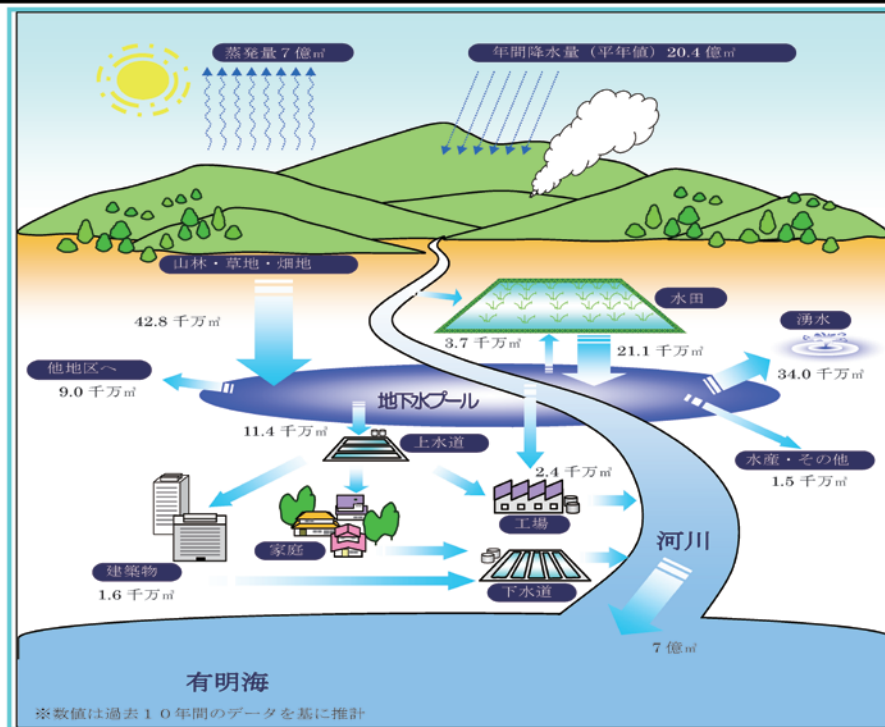 蒸発量7億㎥
年間降水量（平年値）20.4億㎥
山林・草地・畑地
42.8千万㎥
水田
湧水
3.7千万㎥
21.1千万㎥
34.0千万㎥
他地区へ
9.0千万㎥
地下水プール
11.4千万㎥
上水道
水産・その他
1.5千万㎥
2.4千万㎥
工場
河川
家庭
建築物
1.6千万㎥
下水道
7億㎥
有明海
※数値は過去１０年間のデータを基に推計